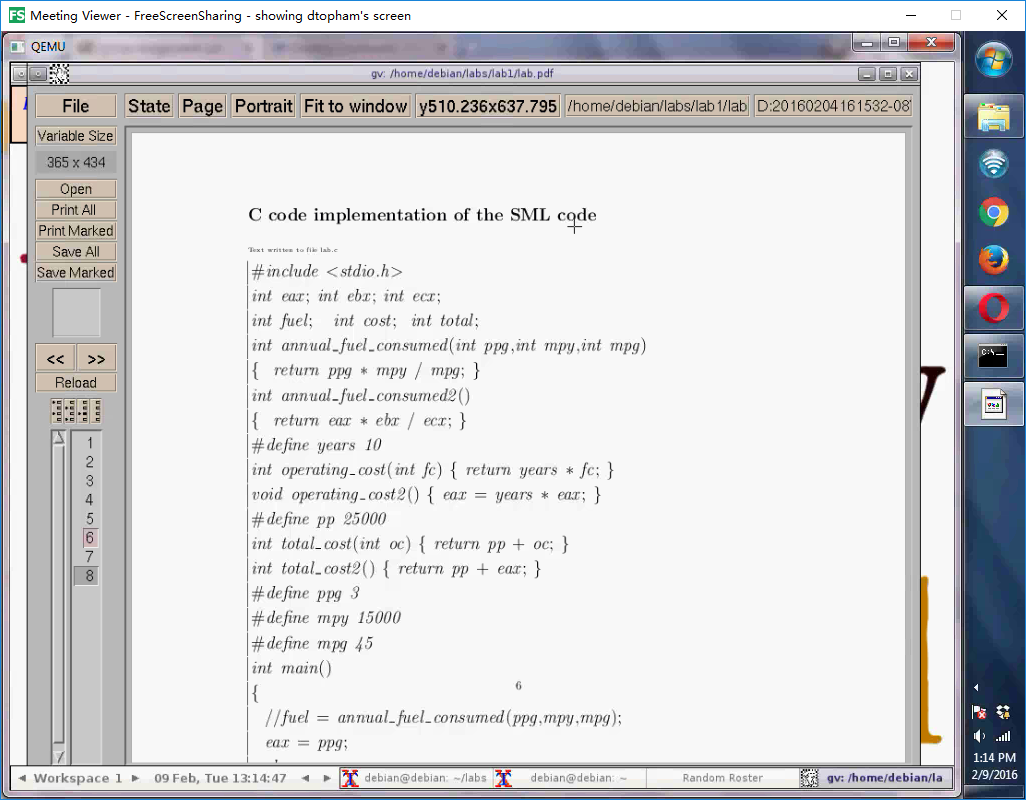 Meeting Viewer - FreeScreenSharing - showing dtopham's screen
QEMU
gv: /home/debian/labs/lab1/lab.pdf
File State Page Portrait Fit to window y510.236x637.795 /home/debian/labs/lab1/lab D:20160204161532-08'
Variable Size
365 x 434
Open
Print All
Print Marked
Save All
Save Marked
<< >>
Reload
1
2
3
4
5
6
7
8
C code implementation of the SML code
Text written to file lab.c
#include <stdio.h>
int eax; int ebx; int ecx;
int fuel; int cost; int total;
int annual_fuel_consumed(int ppg,int mpy,int mpg)
{ return ppg * mpy / mpg; }
int annual_fuel_consumed2()
{ return eax * ebx / ecx; }
#define years 10
int operating_cost(int fc) { return years * fc; }
void operating_cost2() { eax = years * eax; }
#define pp 25000
int total_cost(int oc) { return pp + oc; }
int total_cost2() { return pp + eax; }
#define ppg 3
#define mpy 15000
#define mpg 45
int main()
{
//fuel = annual_fuel_consumed(ppg,mpy,mpg);
eax = ppg;
6
Workspace 1 09 Feb, Tue 13:14:47 debian@debian: ~/labs debian@debian: ~ Random Roster gv: /home/debian/la
1:14 PM
2/9/2016